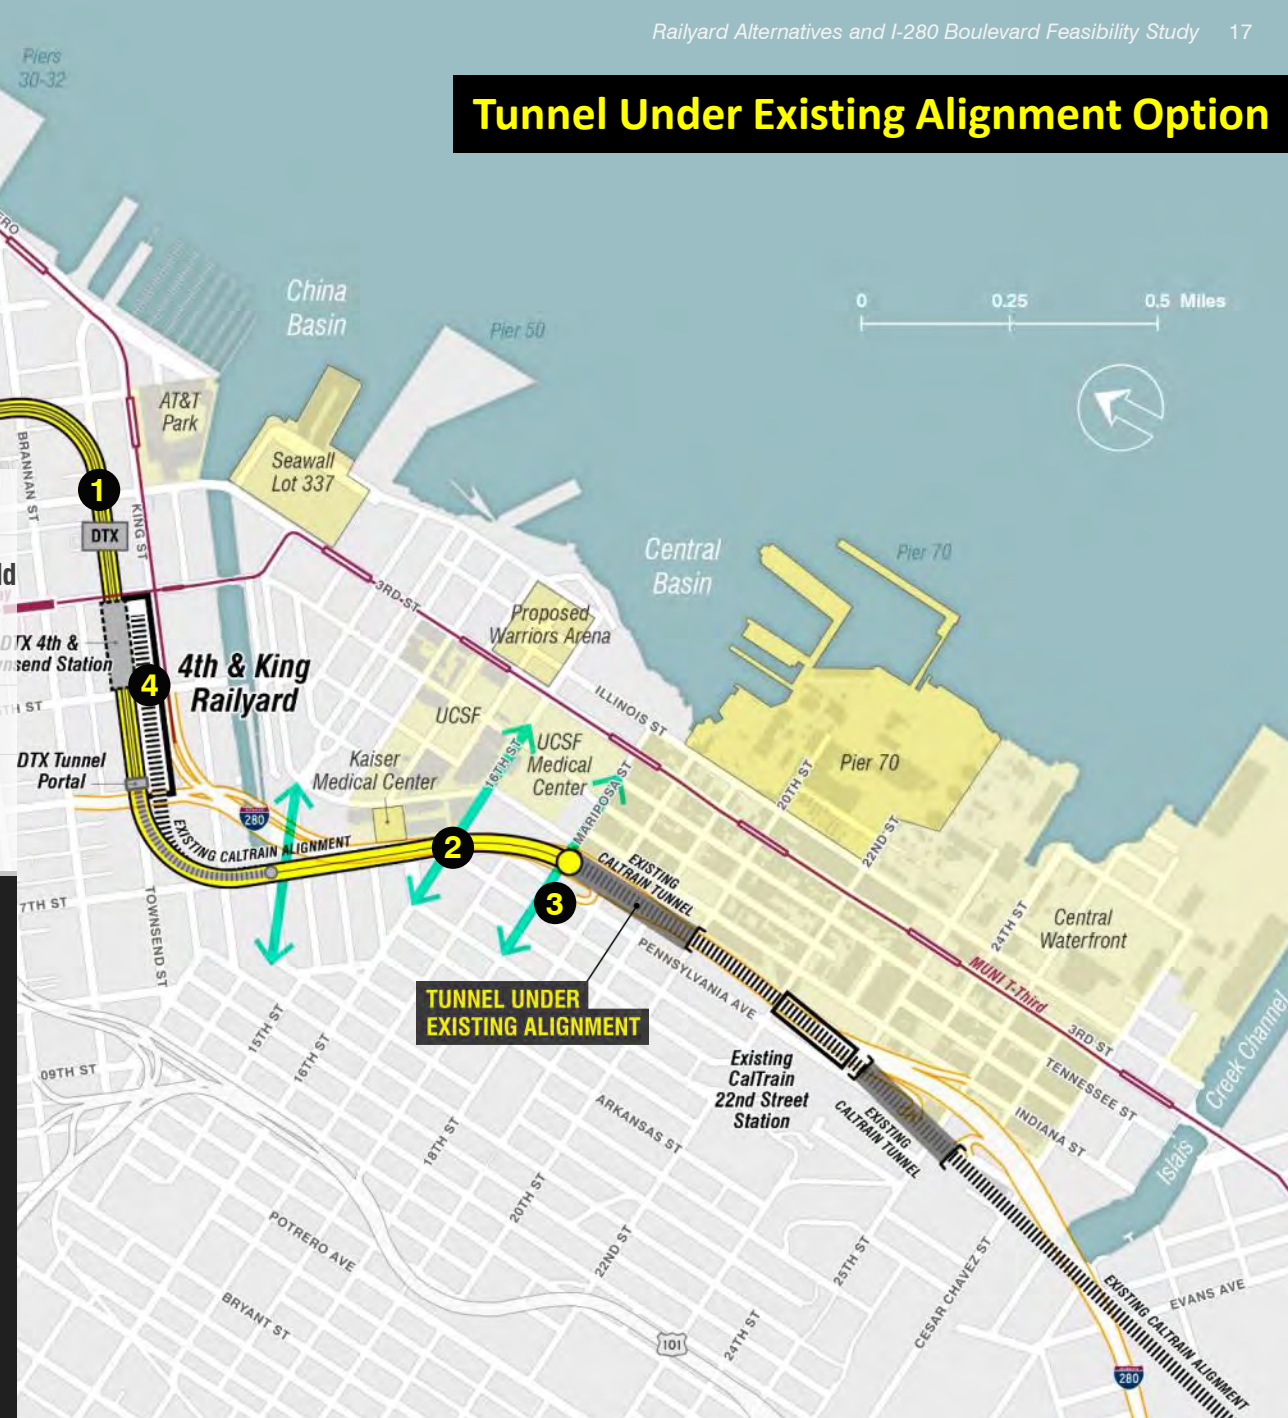 Railyard Alternatives and I-280 Boulevard Feasibility Study 17
Tunnel Under Existing Alignment Option
Piers
30-32
China
Basin
Pier 50
0 0.25 0.5 Miles
AT&T
Park
BRANNAN ST
Seawall
Lot 337
1
DTX
KING ST
Central
Basin
Pier 70
3RD ST
Proposed
Warriors Arena
DTX 4th &
Station
4
4th & King
Railyard
ILLINOIS ST
UCSF
UCSF
Medical
Center
16TH ST
MARIPOSA ST
Kaiser
Medical Center
DTX Tunnel
Portal
Pier 70
20TH ST
22ND ST
280
EXISTING CALTRAIN ALIGNMENT
2
3
EXISTING
CALTRAIN TUNNEL
7TH ST
TOWNSEND ST
PENNSYLVANIA AVE
24TH ST
Central
Waterfront
MUNI T-Third
3RD ST
TUNNEL UNDER
EXISTING ALIGNMENT
15TH ST
16TH ST
09TH ST
Existing
CalTrain
22nd Street
Station
EXISTING
CALTRAIN TUNNEL
TENNESSEE ST
INDIANA ST
Islais
Creek Channel
ARKANSAS ST
18TH ST
20TH ST
22ND ST
POTRERO AVE
BRYANT ST
25TH ST
24TH ST
CESAR CHAVEZ ST
101
EVANS AVE
EXISTING CALTRAIN ALIGNMENT
280